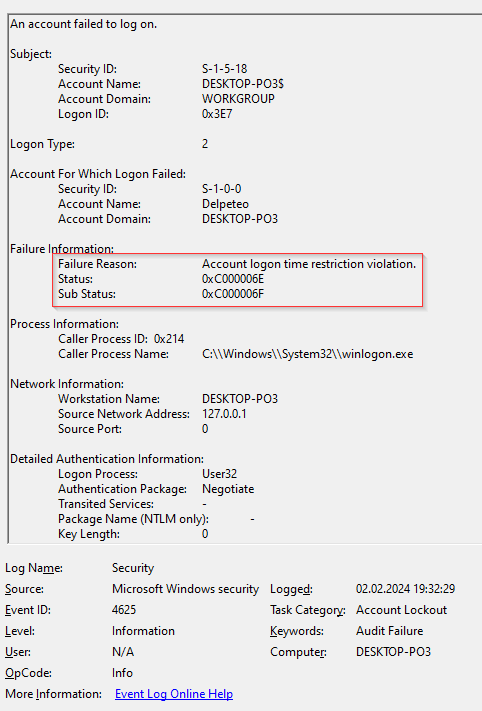 An account failed to log on.
Subject:
Security ID: S-1-5-18
Account Name: DESKTOP-PO3$
Account Domain: WORKGROUP
Logon ID: 0x3E7
Logon Type: 2
Account For Which Logon Failed:
Security ID: S-1-0-0
Account Name: Delpeteo
Account Domain: DESKTOP-PO3
Failure Information:
Failure Reason: Account logon time restriction violation.
Status: 0xC000006E
Sub Status: 0xC000006F
Process Information:
Caller Process ID: 0x214
Caller Process Name: C:\\Windows\\System32\\winlogon.exe
Network Information:
Workstation Name: DESKTOP-PO3
Source Network Address: 127.0.0.1
Source Port: 0
Detailed Authentication Information:
Logon Process: User32
Authentication Package: Negotiate
Transited Services: -
Package Name (NTLM only): -
Key Length: 0
Log Name: Security
Source: Microsoft Windows security Logged: 02.02.2024 19:32:29
Event ID: 4625 Task Category: Account Lockout
Level: Information Keywords: Audit Failure
User: N/A Computer: DESKTOP-PO3
OpCode: Info
More Information: Event Log Online Help